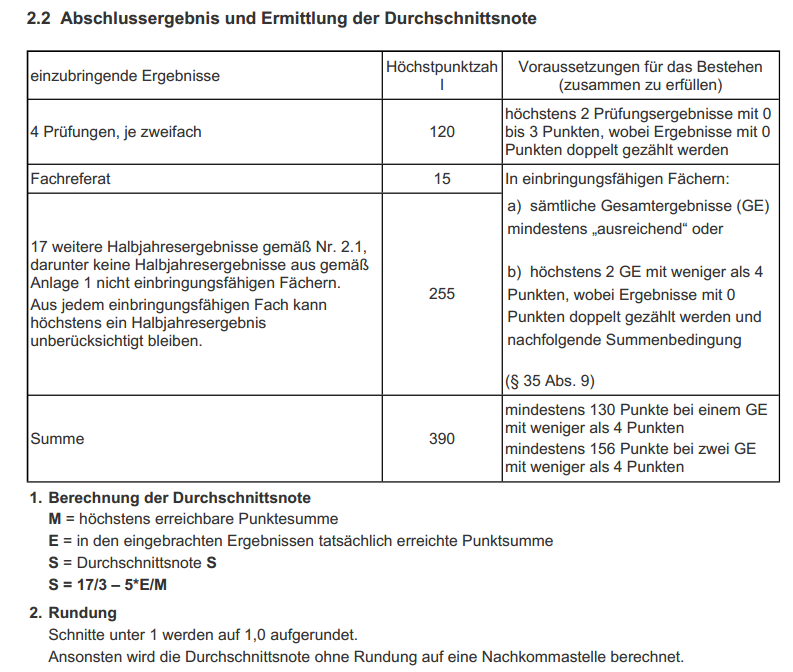 2.2 Abschlussergebnis und Ermittlung der Durchschnittsnote
einzubringende Ergebnisse
Höchstpunktzah
l
Voraussetzungen für das Bestehen
(zusammen zu erfüllen)
4 Prüfungen, je zweifach
120
höchstens 2 Prüfungsergebnisse mit 0
bis 3 Punkten, wobei Ergebnisse mit 0
Punkten doppelt gezählt werden
Fachreferat
15
In einbringungsfähigen Fächern:
a) sämtliche Gesamtergebnisse (GE)
mindestens „ausreichend“ oder
17 weitere Halbjahresergebnisse gemäß Nr. 2.1,
darunter keine Halbjahresergebnisse aus gemäß
Anlage 1 nicht einbringungsfähigen Fächern.
Aus jedem einbringungsfähigen Fach kann
höchstens ein Halbjahresergebnis
unberücksichtigt bleiben.
255
b) höchstens 2 GE mit weniger als 4
Punkten, wobei Ergebnisse mit 0
Punkten doppelt gezählt werden und
nachfolgende Summenbedingung
(§ 35 Abs. 9)
Summe
390
mindestens 130 Punkte bei einem GE
mit weniger als 4 Punkten
mindestens 156 Punkte bei zwei GE
mit weniger als 4 Punkten
1. Berechnung der Durchschnittsnote
M = höchstens erreichbare Punktesumme
E = in den eingebrachten Ergebnissen tatsächlich erreichte Punktsumme
S = Durchschnittsnote S
S = 17/3 – 5*E/M
2. Rundung
Schnitte unter 1 werden auf 1,0 aufgerundet.
Ansonsten wird die Durchschnittsnote ohne Rundung auf eine Nachkommastelle berechnet.